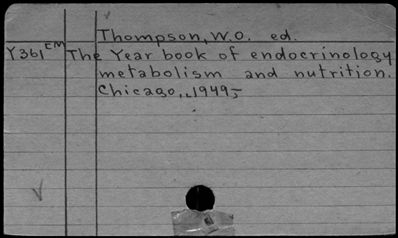 Thompson, W.O. ed.
Y361 EM The Year book of endocrinology
metabolism and nutrition.
Chicago,.,1949-